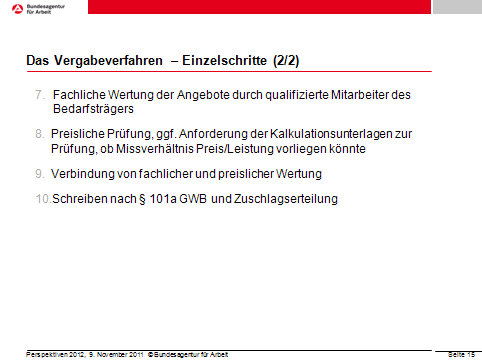 Bundesagentur
für Arbeit
Das Vergabeverfahren – Einzelschritte (2/2)
7. Fachliche Wertung der Angebote durch qualifizierte Mitarbeiter des
Bedarfsträgers
8. Preisliche Prüfung, ggf. Anforderung der Kalkulationsunterlagen zur
Prüfung, ob Missverhältnis Preis/Leistung vorliegen könnte
9. Verbindung von fachlicher und preislicher Wertung
10. Schreiben nach § 101a GWB und Zuschlagserteilung
Perspektiven 2012, 9. November 2011 © Bundesagentur für Arbeit Seite 15